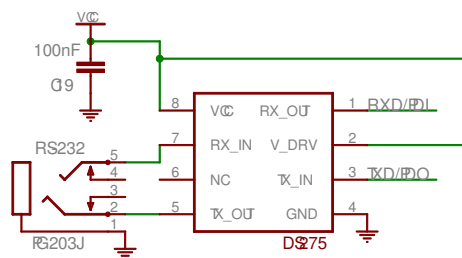 VCC
100nF
C19
8 VCC RX_OUT 1 RXD/PDI
RS232
7 RX_IN V_DRV 2
5
4
6 NC TX_IN 3 TXD/PDO
3
2
5 TX_OUT GND 4
1
PG203J
DS275